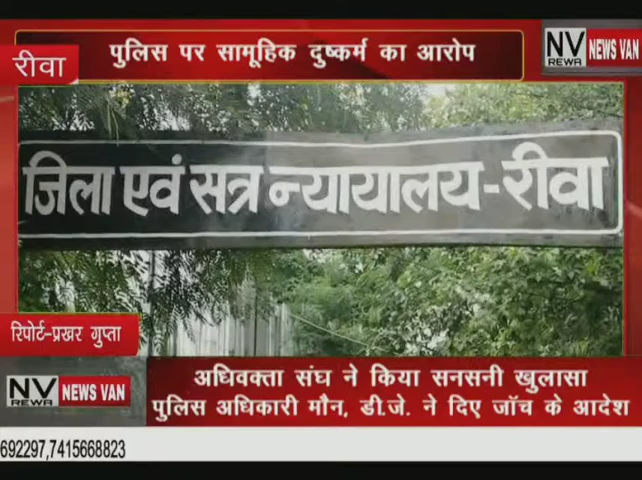 पुलिस पर सामूहिक दुष्कर्म का आरोप
NV NEWS VAN
REWA
रीवा
जिला एवं सत्र न्यायालय-रीवा
रिपोर्ट-प्रखर गुप्ता
अधिवक्ता संघ ने किया सनसनी खुलासा
NV NEWS VAN
REWA
पुलिस अधिकारी मौन, डी.जे. ने दिए जॉच के आदेश
692297,7415668823